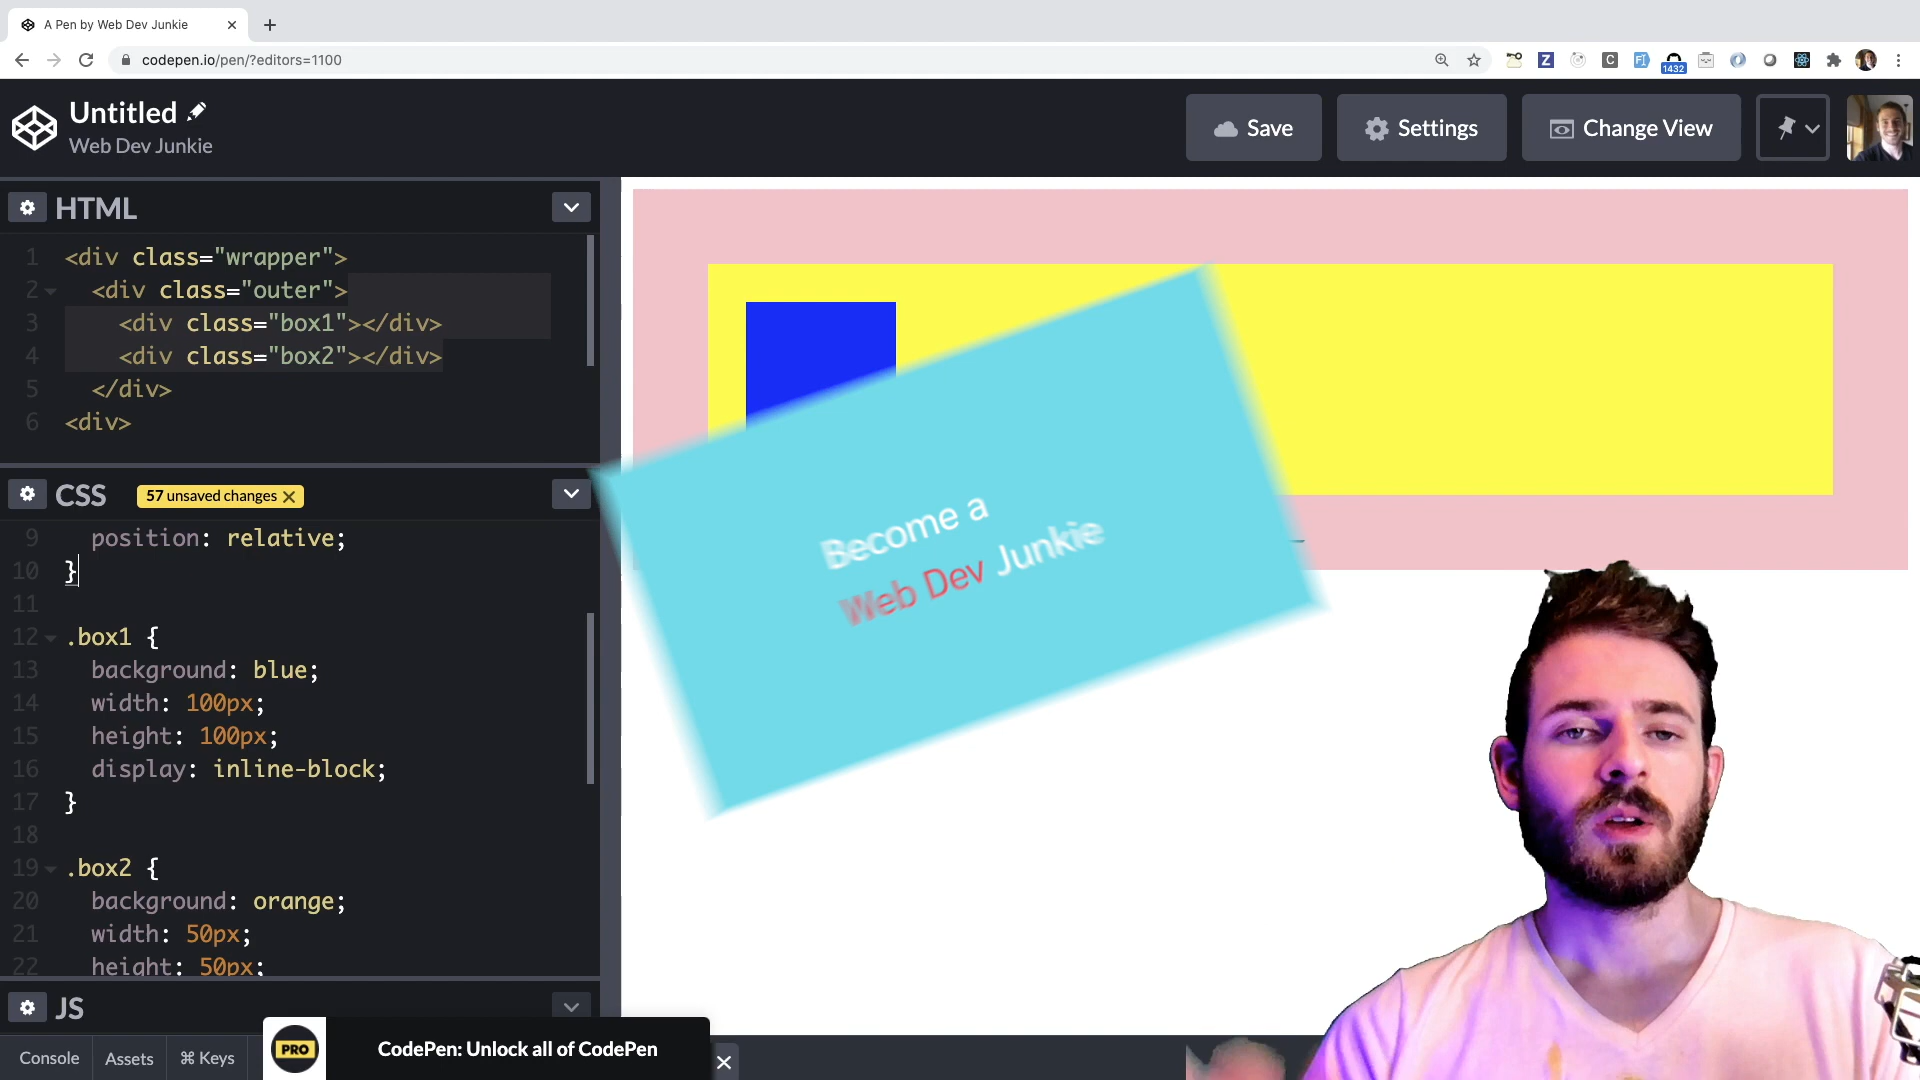 A Pen by Web Dev Junkie
codepen.io/pen/?editors=1100
1432
Untitled
Web Dev Junkie
Save
Settings
Change View
HTML
1 <div class="wrapper">
2 <div class="outer">
3 <div class="box1"></div>
4 <div class="box2"></div>
5 </div>
6 <div>
CSS
57 unsaved changes
9 position: relative;
10 }
11
12 .box1 {
13 background: blue;
14 width: 100px;
15 height: 100px;
16 display: inline-block;
17 }
18
19 .box2 {
20 background: orange;
21 width: 50px;
22 height: 50px;
JS
Console
Assets
⌘ Keys
PRO
CodePen: Unlock all of CodePen
Become a
Web Dev Junkie